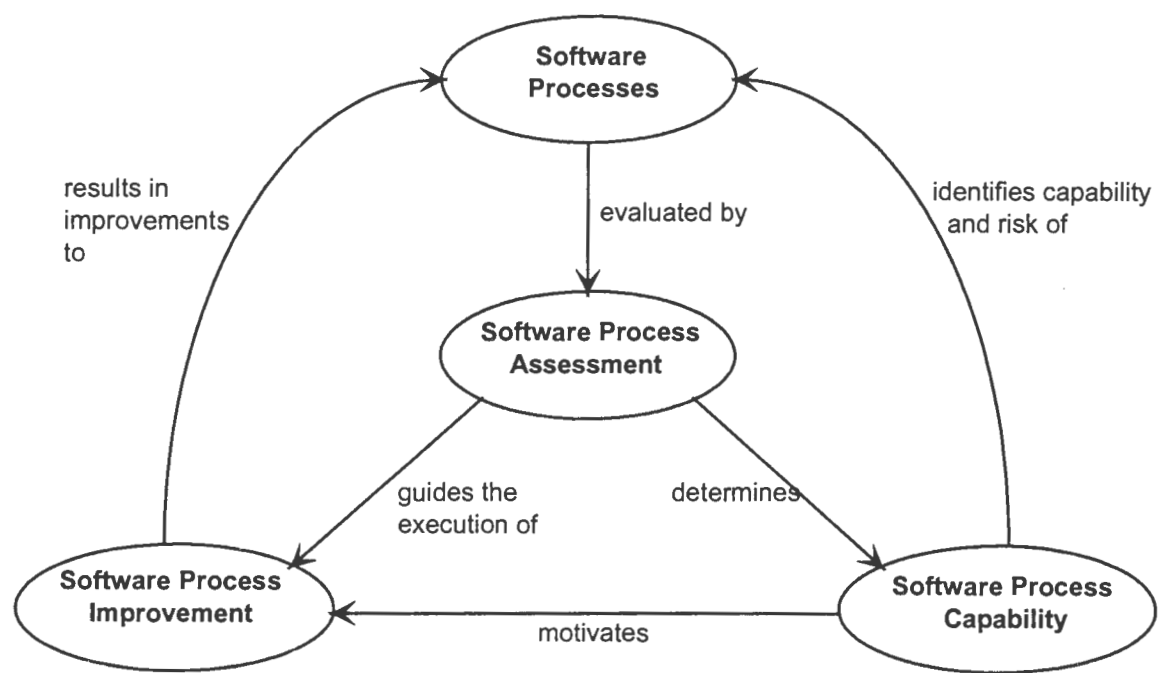 Software
Processes
results in
improvements
to
evaluated by
identifies capability
and risk of
Software Process
Assessment
guides the
execution of
determines
Software Process
Improvement
motivates
Software Process
Capability